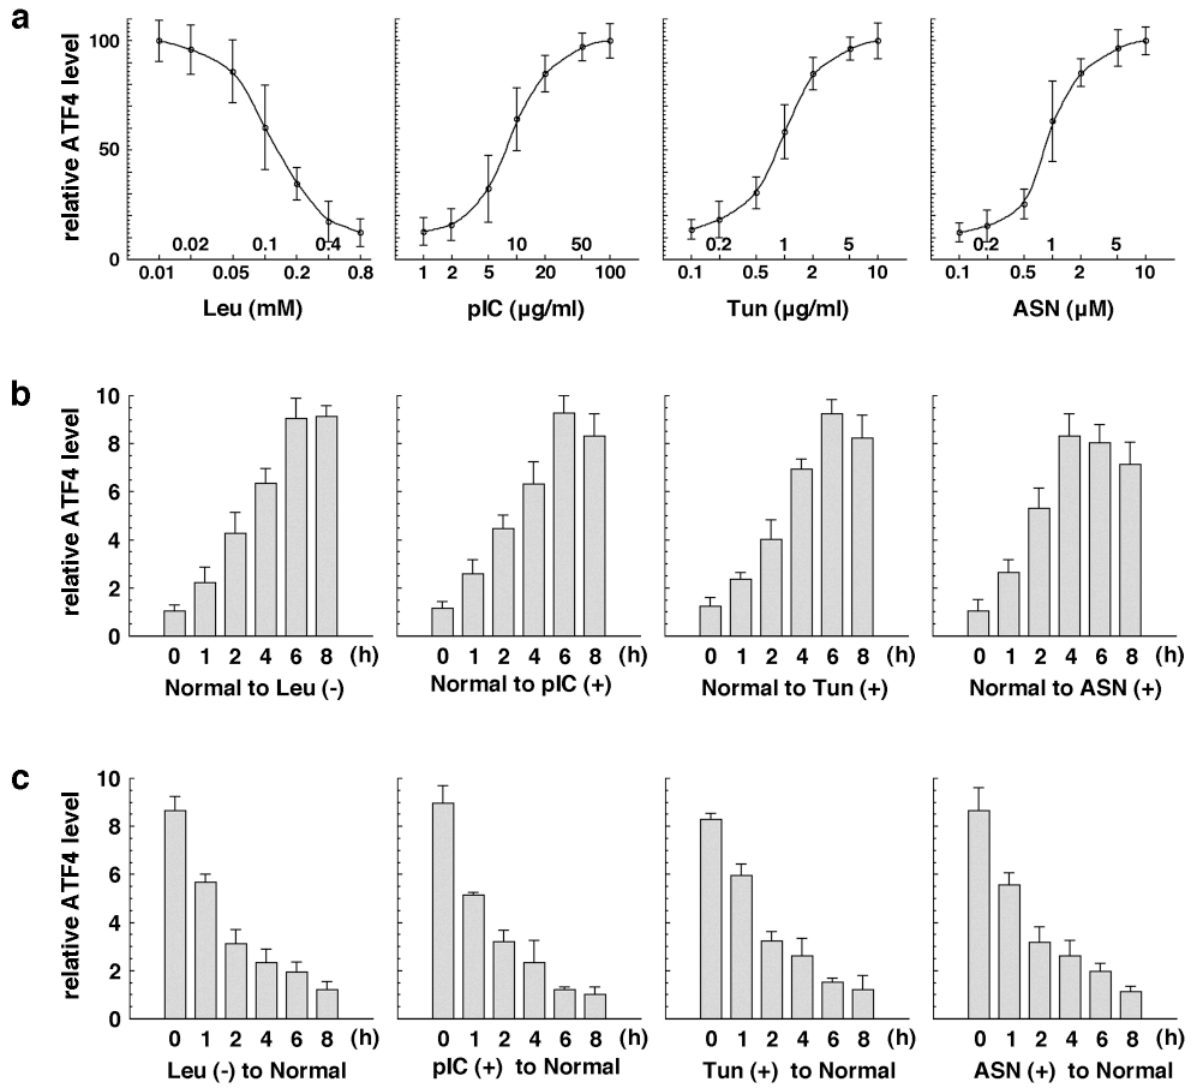 a
relative ATF4 level
100
50
0
0.02 0.1 0.4
0.01 0.05 0.2 0.8
Leu (mM)
10 50
1 2 5 20 100
pIC (µg/ml)
0.2 1 5
0.1 0.5 2 10
Tun (µg/ml)
0.2 1 5
0.1 0.5 2 10
ASN (µM)
b
relative ATF4 level
10
8
6
4
2
0
0 1 2 4 6 8 (h)
Normal to Leu (-)
0 1 2 4 6 8 (h)
Normal to pIC (+)
0 1 2 4 6 8 (h)
Normal to Tun (+)
0 1 2 4 6 8 (h)
Normal to ASN (+)
c
relative ATF4 level
10
8
6
4
2
0
0 1 2 4 6 8 (h)
Leu (-) to Normal
0 1 2 4 6 8 (h)
pIC (+) to Normal
0 1 2 4 6 8 (h)
Tun (+) to Normal
0 1 2 4 6 8 (h)
ASN (+) to Normal